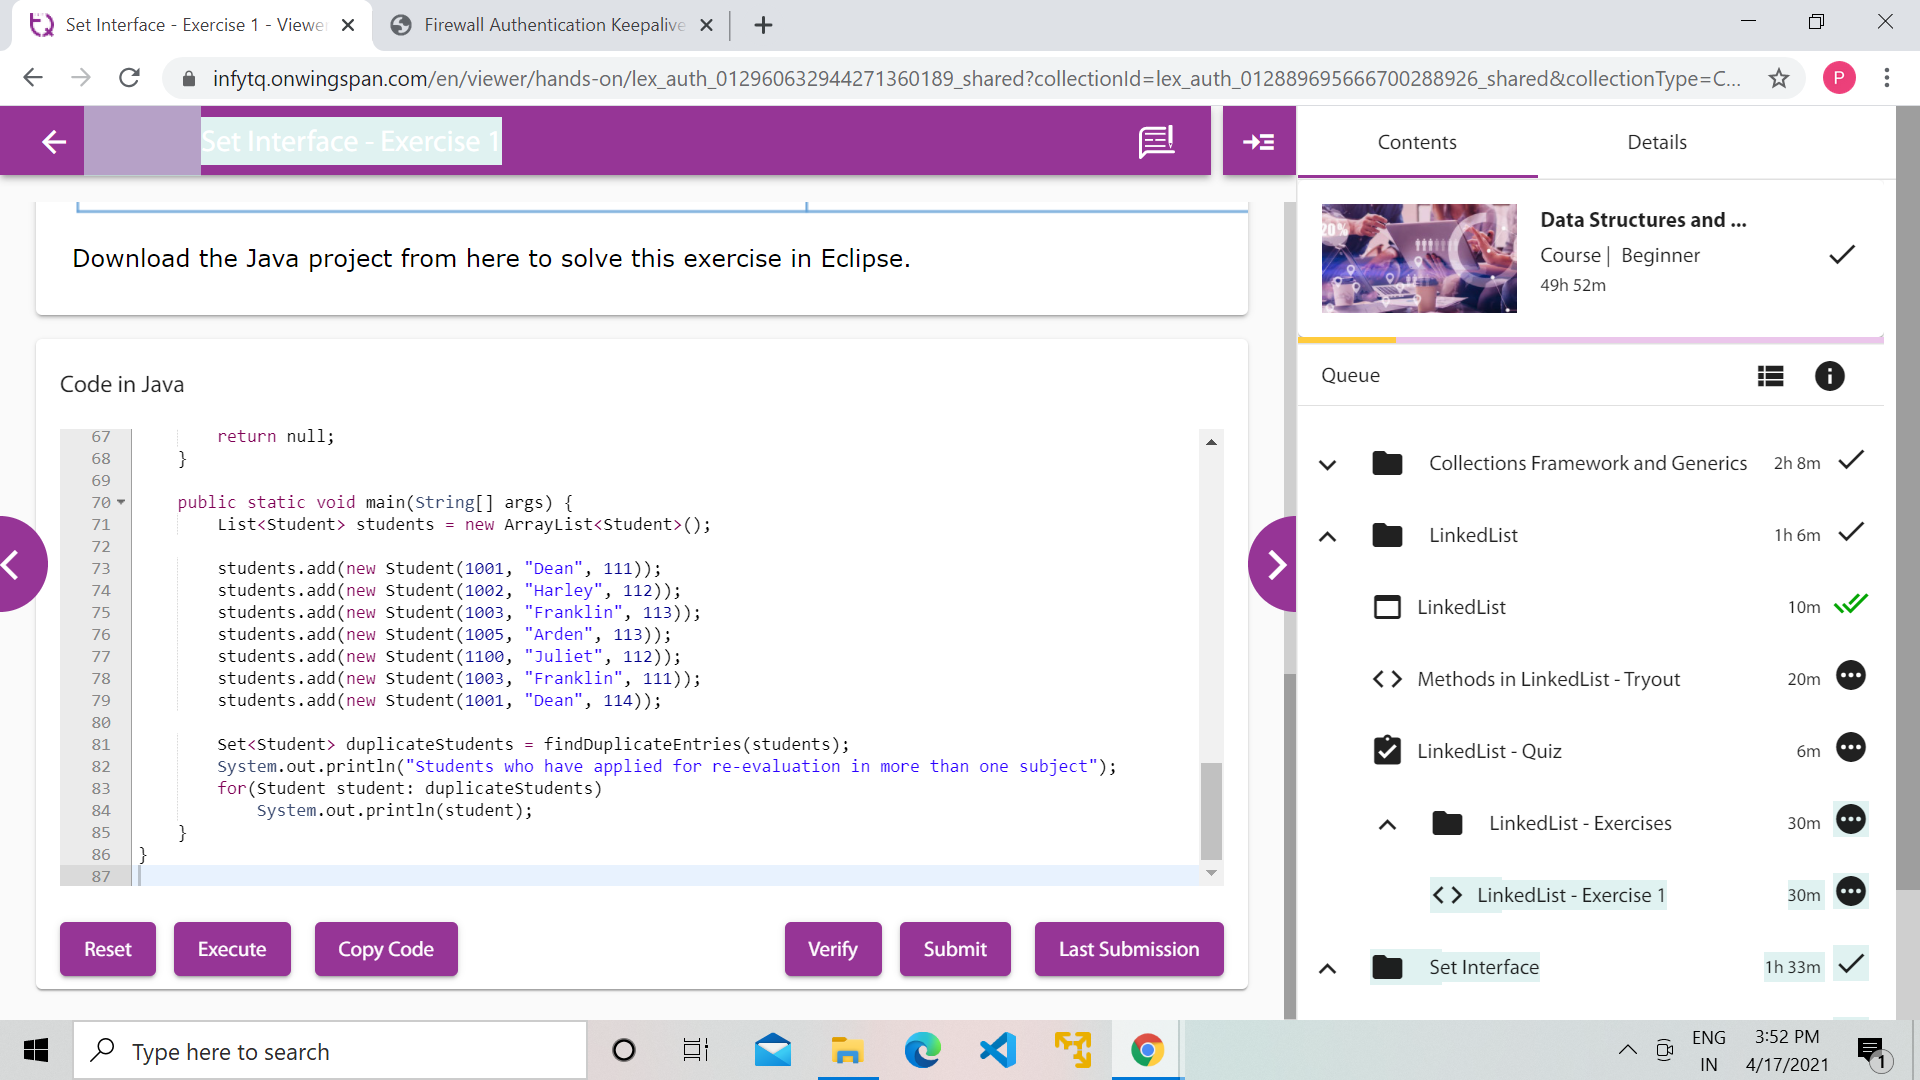 Set Interface - Exercise 1 - Viewer
Firewall Authentication Keepalive
infytq.onwingspan.com/en/viewer/hands-on/lex_auth_012960632944271360189_shared?collectionId=lex_auth_012889695666700288926_shared&collectionType=C...
P
Set Interface - Exercise 1
Download the Java project from here to solve this exercise in Eclipse.
Code in Java
67 return null;
68 }
69
70 public static void main(String[] args) {
71 List<Student> students = new ArrayList<Student>();
72
73 students.add(new Student(1001, "Dean", 111));
74 students.add(new Student(1002, "Harley", 112));
75 students.add(new Student(1003, "Franklin", 113));
76 students.add(new Student(1005, "Arden", 113));
77 students.add(new Student(1100, "Juliet", 112));
78 students.add(new Student(1003, "Franklin", 111));
79 students.add(new Student(1001, "Dean", 114));
80
81 Set<Student> duplicateStudents = findDuplicateEntries(students);
82 System.out.println("Students who have applied for re-evaluation in more than one subject");
83 for(Student student: duplicateStudents)
84 System.out.println(student);
85 }
86 }
87
Reset
Execute
Copy Code
Verify
Submit
Last Submission
Contents
Details
20%
Data Structures and ...
Course | Beginner
49h 52m
Queue
Collections Framework and Generics 2h 8m
LinkedList 1h 6m
LinkedList 10m
Methods in LinkedList - Tryout 20m
LinkedList - Quiz 6m
LinkedList - Exercises 30m
LinkedList - Exercise 1 30m
Set Interface 1h 33m
Type here to search
ENG
IN
3:52 PM
4/17/2021
1